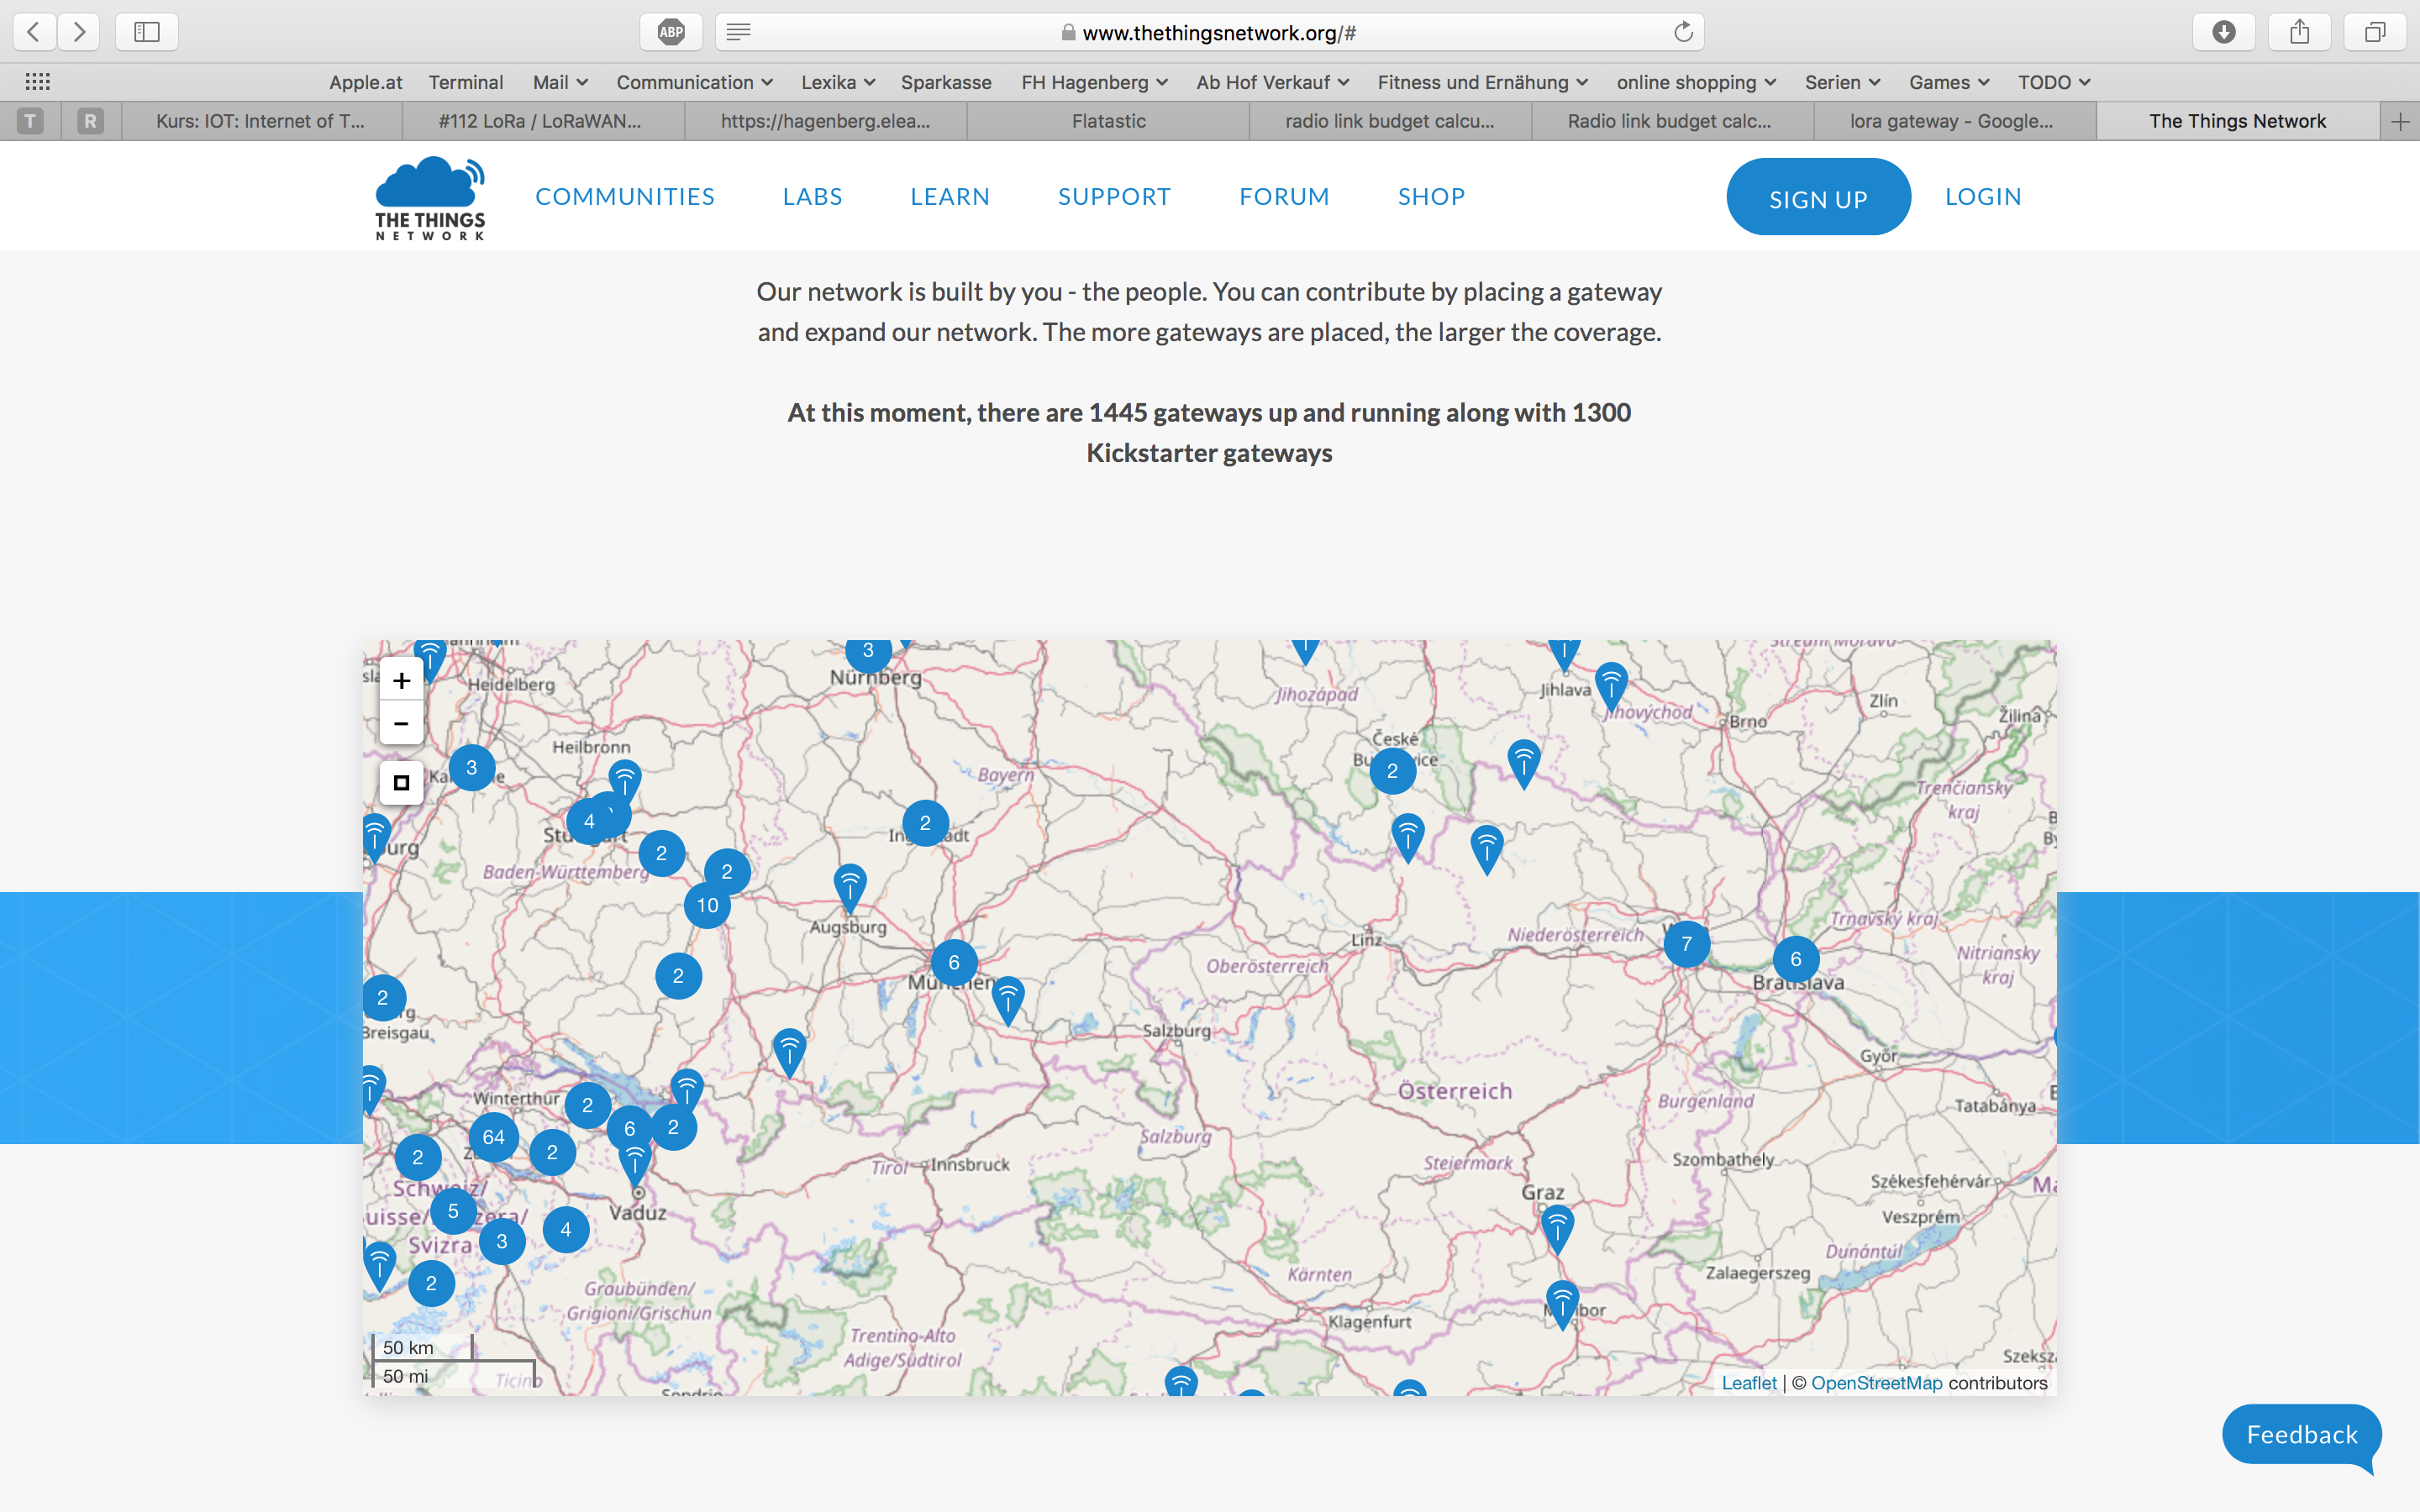 www.thethingsnetwork.org/#
ABP
Apple.at Terminal Mail Communication Lexika Sparkasse FH Hagenberg Ab Hof Verkauf Fitness und Ernähung online shopping Serien Games TODO
T R Kurs: IOT: Internet of T... #112 LoRa / LoRaWAN... https://hagenberg.elea... Flatastic radio link budget calcu... Radio link budget calc... lora gateway - Google... The Things Network
THE THINGS
NETWORK
COMMUNITIES LABS LEARN SUPPORT FORUM SHOP SIGN UP LOGIN
Our network is built by you - the people. You can contribute by placing a gateway
and expand our network. The more gateways are placed, the larger the coverage.
At this moment, there are 1445 gateways up and running along with 1300
Kickstarter gateways
3
Nürnberg
+
Heidelberg
Jihozápad
Jihlava
Zlín
Jihovýchod
Brno
Žilina
−
Heilbronn
České
3
2
Bayern
Trenčiansky
kraj
4
2
2
Baden-Württemberg
2
10
Augsburg
Trnavský kraj
Linz
Niederösterreich
7
Nitriansky
kraj
6
Oberösterreich
6
2
München
Bratislava
2
Breisgau
Salzburg
Győr
Winterthur
2
Österreich
Burgenland
Tatabánya
6
2
64
2
2
Salzburg
Tirol
Innsbruck
Steiermark
Szombathely
Schweiz/
Székesfehérvár
5
Graz
Vaduz
Veszprém
4
3
Svizra
Dunántúl
2
Kärnten
Zalaegerszeg
Graubünden/
Grigioni/Grischun
Klagenfurt
Trentino-Alto
Adige/Südtirol
50 km
50 mi
Ticino
Leaflet | © OpenStreetMap contributors
Feedback